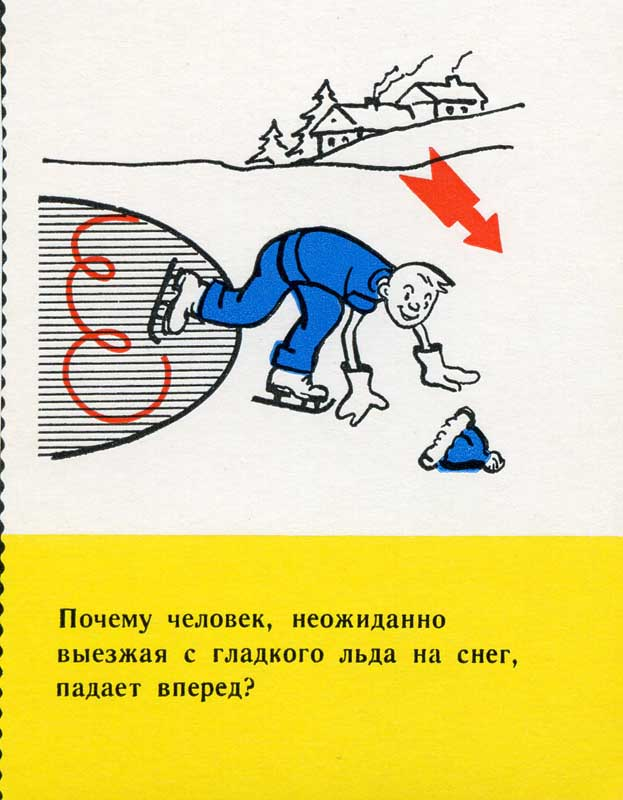 Почему человек, неожиданно
выезжая с гладкого льда на снег,
падает вперед?